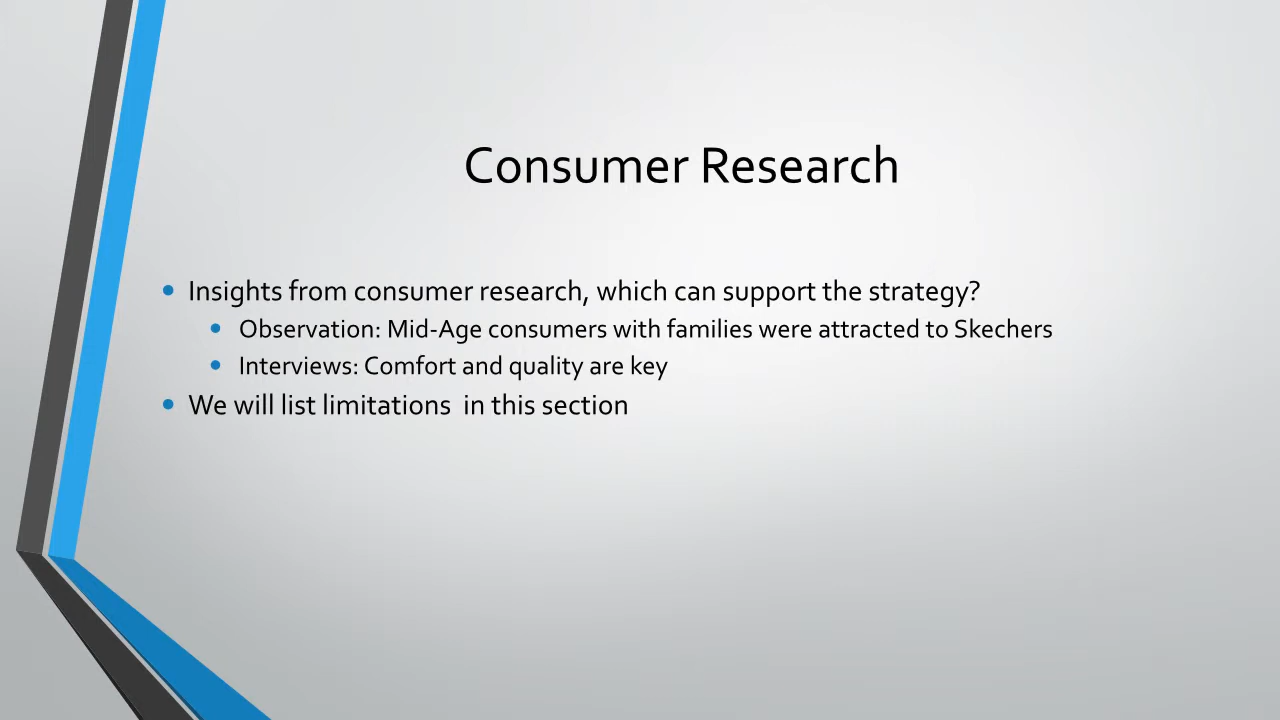 Consumer Research
• Insights from consumer research, which can support the strategy?
• Observation: Mid-Age consumers with families were attracted to Skechers
• Interviews: Comfort and quality are key
• We will list limitations  in this section